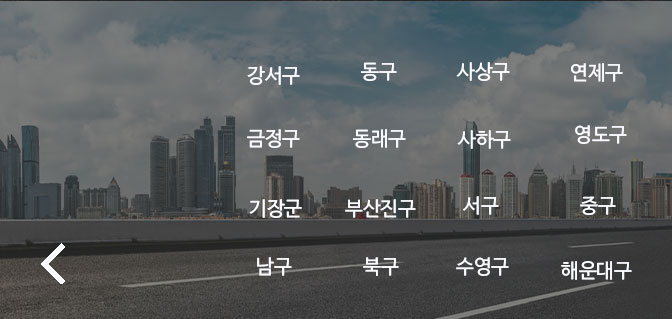 강서구 동구 사상구 연제구
금정구 동래구 사하구 영도구
기장군 부산진구 서구 중구
남구 북구 수영구 해운대구